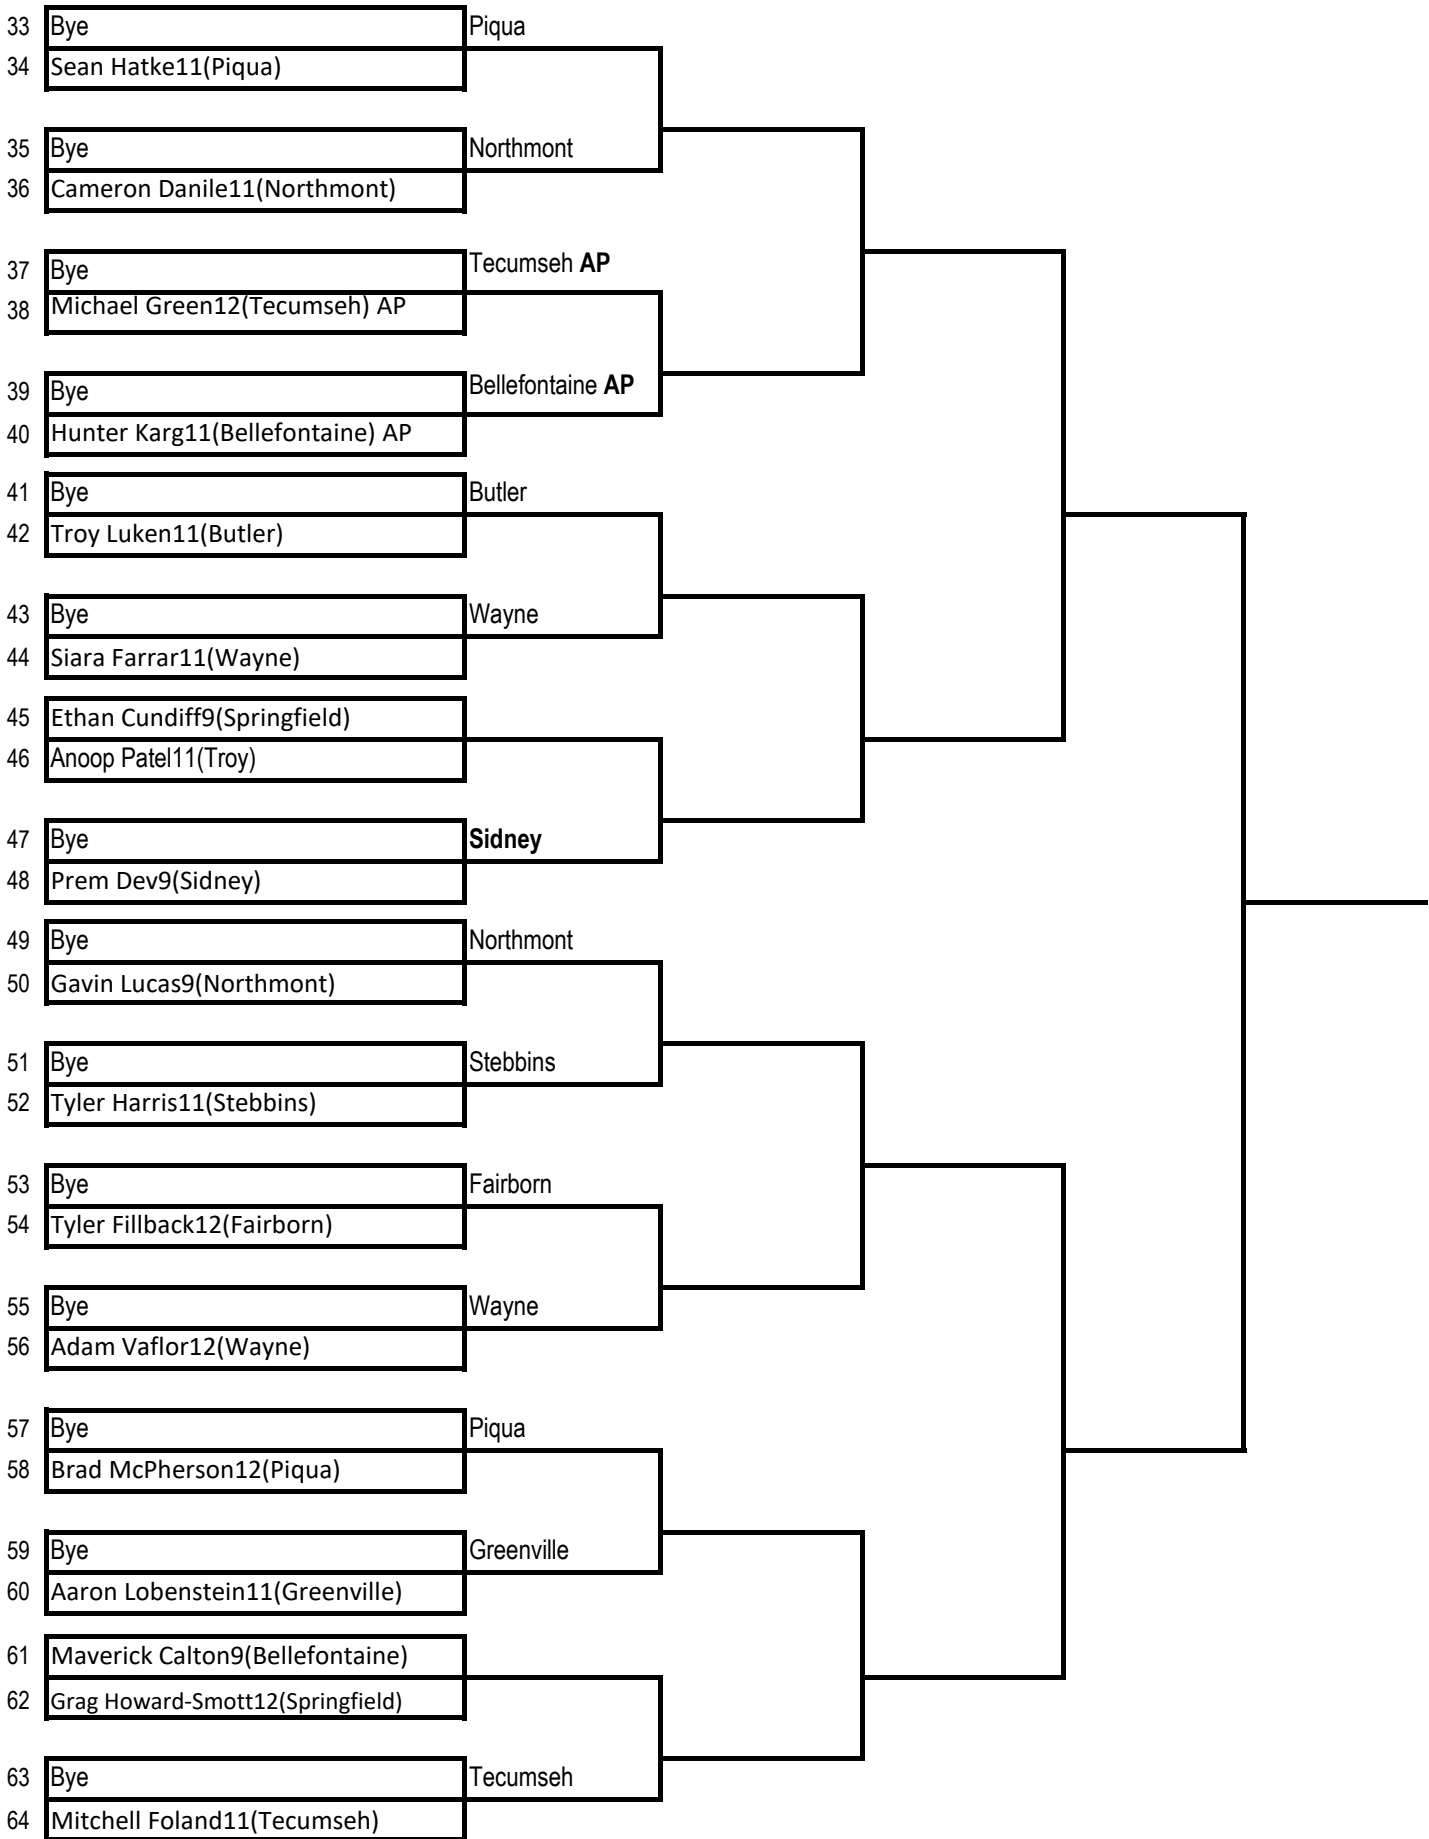 33 Bye Piqua
34 Sean Hatke11(Piqua)
35 Bye Northmont
36 Cameron Danile11(Northmont)
37 Bye Tecumseh AP
38 Michael Green12(Tecumseh) AP
39 Bye Bellefontaine AP
40 Hunter Karg11(Bellefontaine) AP
41 Bye Butler
42 Troy Luken11(Butler)
43 Bye Wayne
44 Siara Farrar11(Wayne)
45 Ethan Cundiff9(Springfield)
46 Anoop Patel11(Troy)
47 Bye Sidney
48 Prem Dev9(Sidney)
49 Bye Northmont
50 Gavin Lucas9(Northmont)
51 Bye Stebbins
52 Tyler Harris11(Stebbins)
53 Bye Fairborn
54 Tyler Fillback12(Fairborn)
55 Bye Wayne
56 Adam Vaflor12(Wayne)
57 Bye Piqua
58 Brad McPherson12(Piqua)
59 Bye Greenville
60 Aaron Lobenstein11(Greenville)
61 Maverick Calton9(Bellefontaine)
62 Grag Howard-Smott12(Springfield)
63 Bye Tecumseh
64 Mitchell Foland11(Tecumseh)